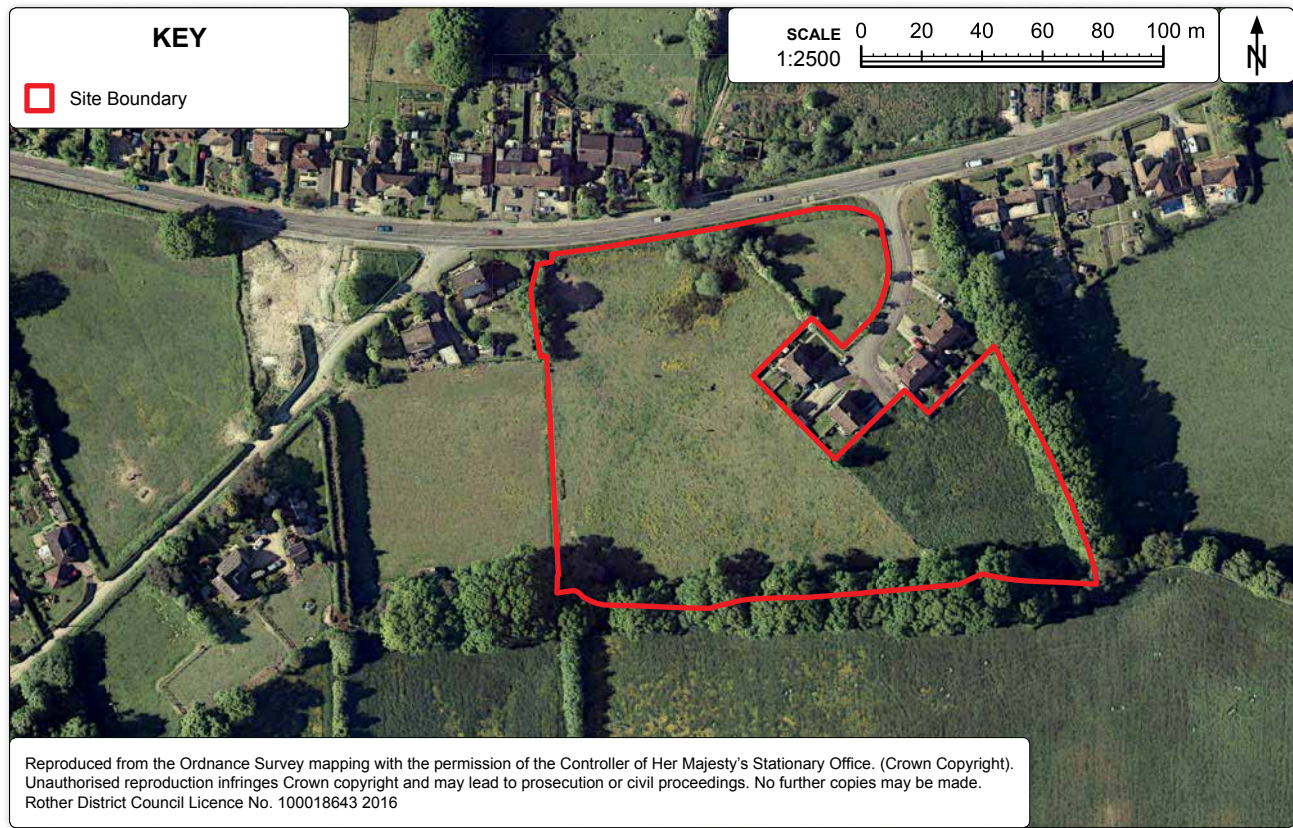 KEY
Site Boundary
SCALE 0 20 40 60 80 100 m
1:2500
N
Reproduced from the Ordnance Survey mapping with the permission of the Controller of Her Majesty's Stationary Office. (Crown Copyright).
Unauthorised reproduction infringes Crown copyright and may lead to prosecution or civil proceedings. No further copies may be made.
Rother District Council Licence No. 100018643 2016